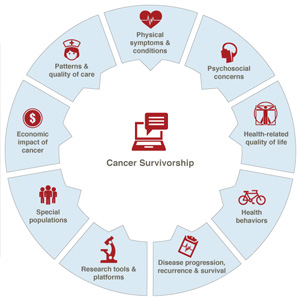 Physical
symptoms &
conditions
Psychosocial
concerns
Health-related
quality of life
Health
behaviors
Disease progression,
recurrence & survival
Research tools &
platforms
Special
populations
Economic
impact of
cancer
Patterns &
quality of care
Cancer Survivorship